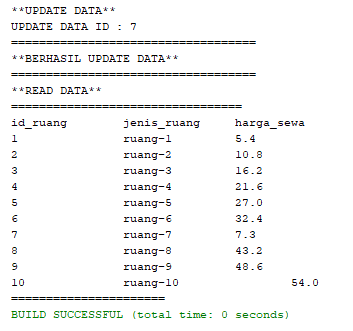 **UPDATE DATA**
UPDATE DATA ID : 7
===================================
**BERHASIL UPDATE DATA**
===================================
**READ DATA**
=================================
id_ruang	jenis_ruang	harga_sewa
1	ruang-1	5.4
2	ruang-2	10.8
3	ruang-3	16.2
4	ruang-4	21.6
5	ruang-5	27.0
6	ruang-6	32.4
7	ruang-7	7.3
8	ruang-8	43.2
9	ruang-9	48.6
10	ruang-10	54.0
======================
BUILD SUCCESSFUL (total time: 0 seconds)